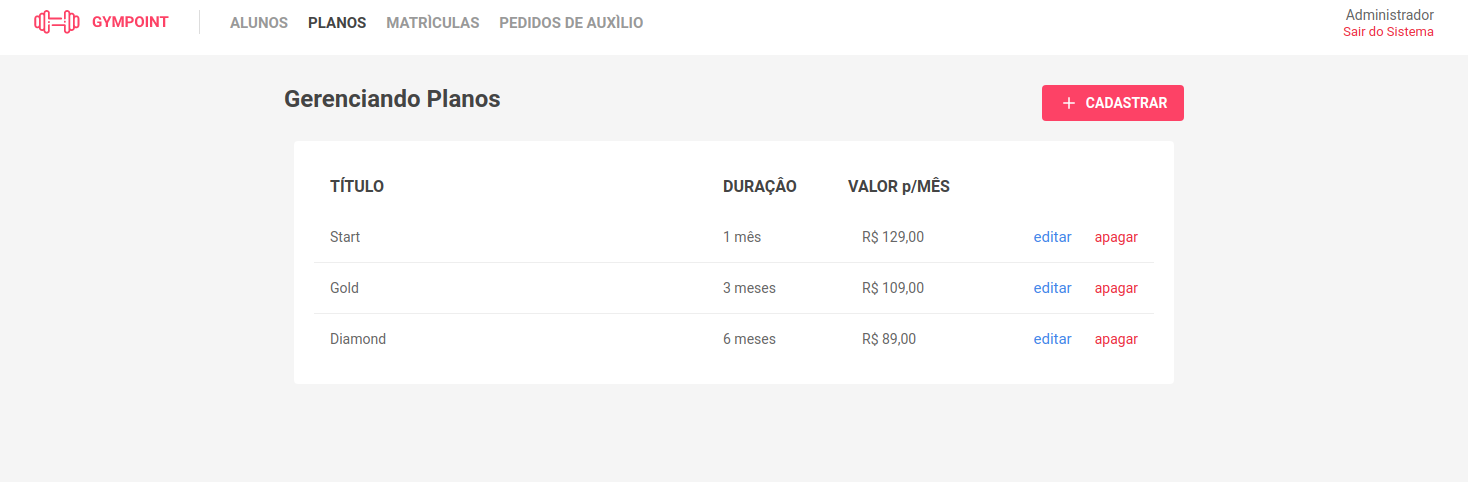 GYMPOINT ALUNOS PLANOS MATRÌCULAS PEDIDOS DE AUXÌLIO Administrador
Sair do Sistema
Gerenciando Planos + CADASTRAR
TÍTULO DURAÇÂO VALOR p/MÊS
Start 1 mês R$ 129,00 editar apagar
Gold 3 meses R$ 109,00 editar apagar
Diamond 6 meses R$ 89,00 editar apagar